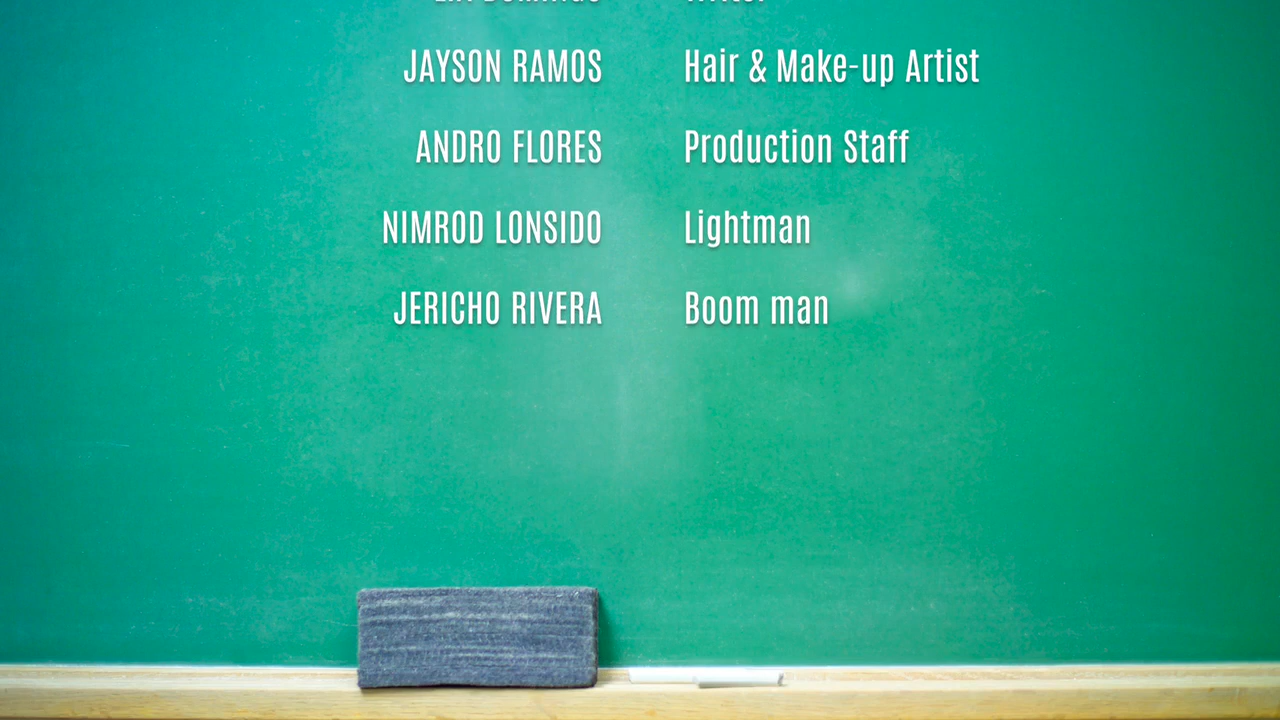 JAYSON RAMOS Hair & Make-up Artist
ANDRO FLORES Production Staff
NIMROD LONSIDO Lightman
JERICHO RIVERA Boom man